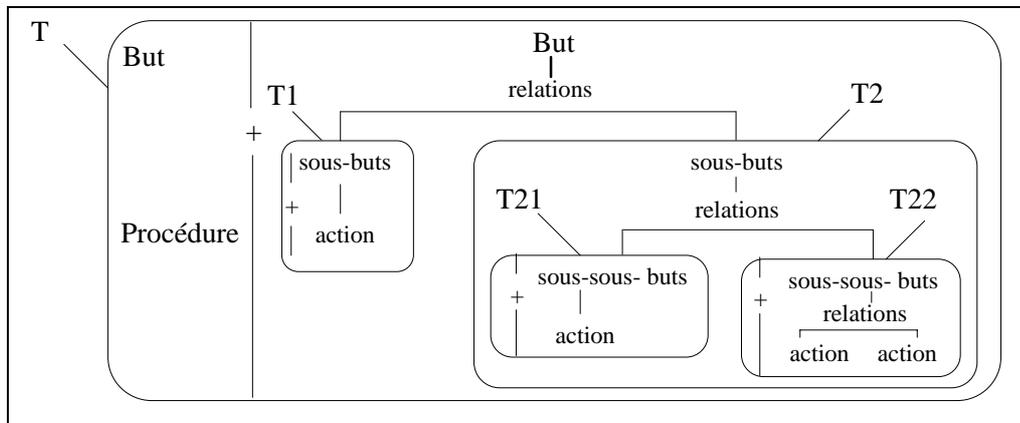 T
But
But
relations
T1
T2
+
sous-buts
sous-buts
T21
relations
T22
+
Procédure
action
sous-sous- buts
sous-sous- buts
+
+
relations
action
action
action